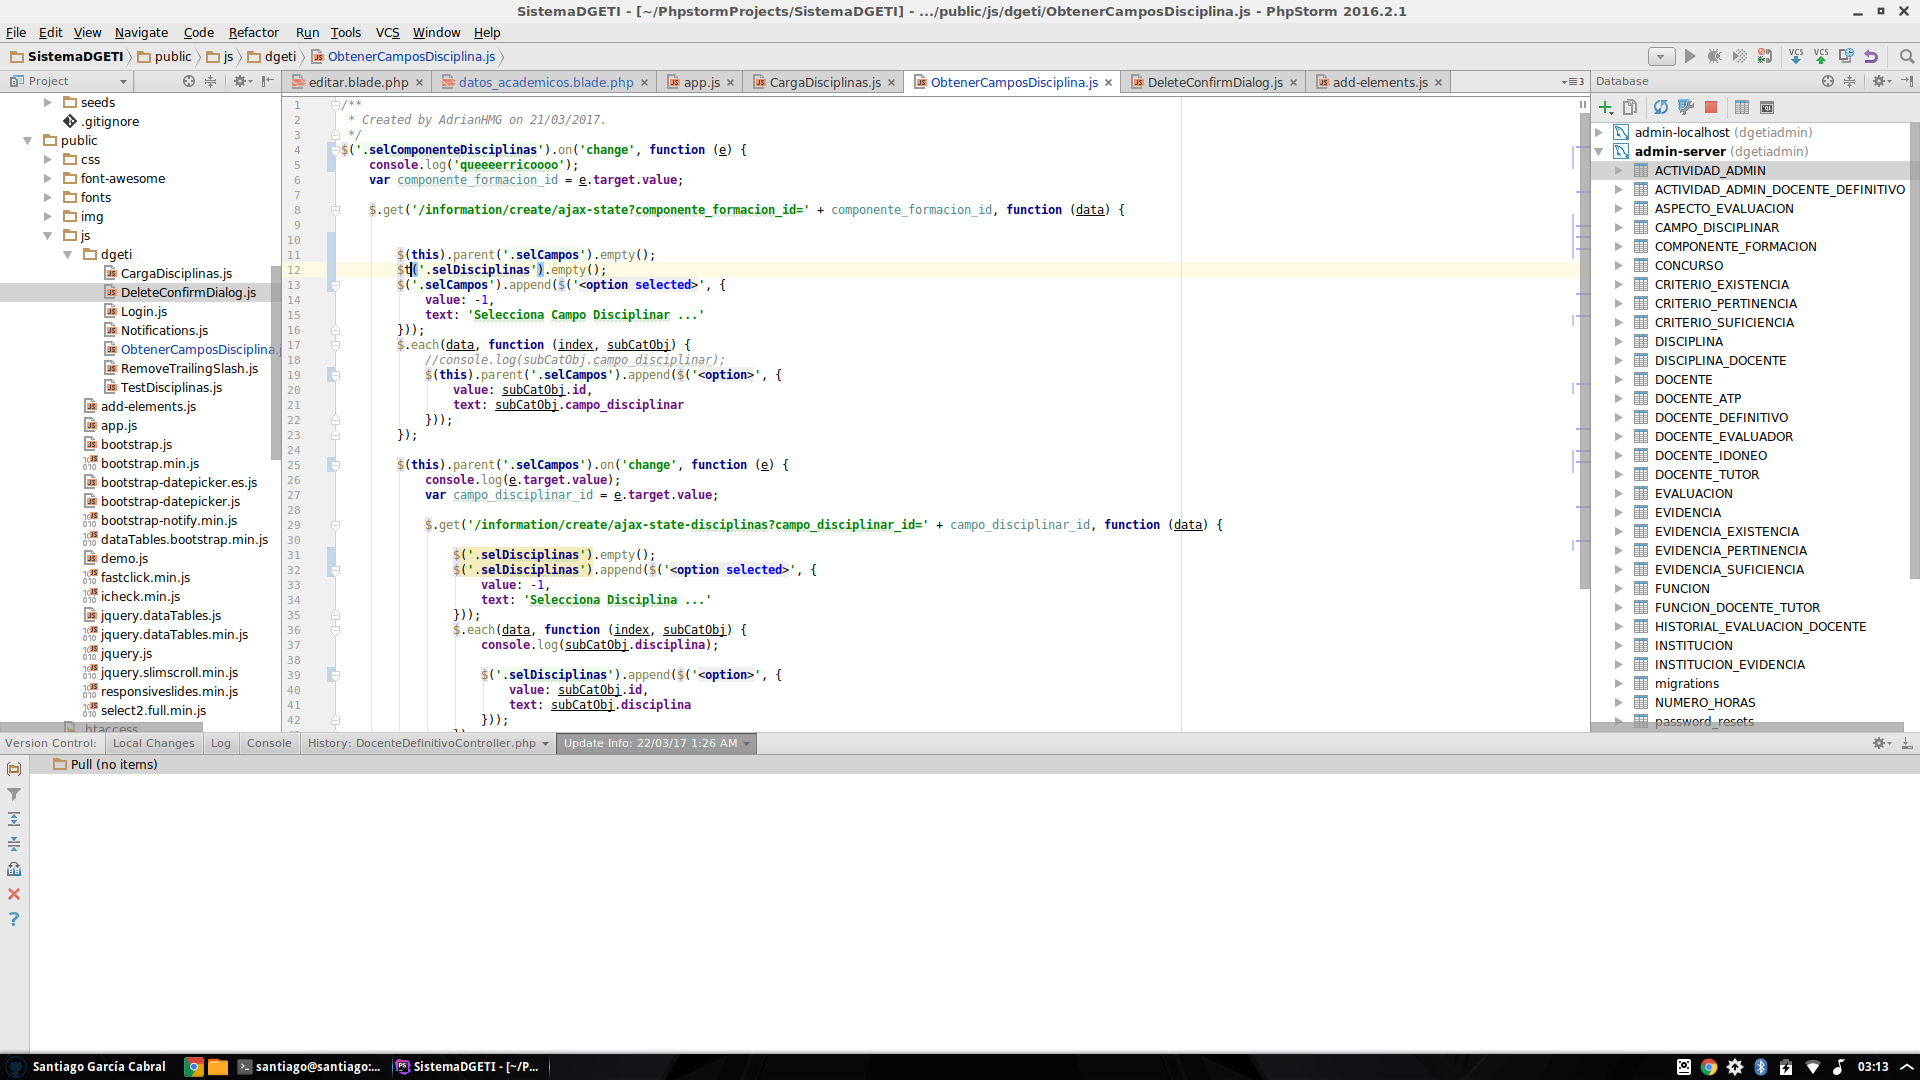 SistemaDGETI - [~/PhpstormProjects/SistemaDGETI] - .../public/js/dgeti/ObtenerCamposDisciplina.js - PhpStorm 2016.2.1
File Edit View Navigate Code Refactor Run Tools VCS Window Help
SistemaDGETI public js dgeti ObtenerCamposDisciplina.js
Project
editar.blade.php datos_academicos.blade.php app.js CargaDisciplinas.js ObtenerCamposDisciplina.js DeleteConfirmDialog.js add-elements.js
seeds
.gitignore
public
css
font-awesome
fonts
img
js
dgeti
CargaDisciplinas.js
DeleteConfirmDialog.js
Login.js
Notifications.js
ObtenerCamposDisciplina.j
RemoveTrailingSlash.js
TestDisciplinas.js
add-elements.js
app.js
bootstrap.js
bootstrap.min.js
bootstrap-datepicker.es.js
bootstrap-datepicker.js
bootstrap-notify.min.js
dataTables.bootstrap.min.js
demo.js
fastclick.min.js
icheck.min.js
jquery.dataTables.js
jquery.dataTables.min.js
jquery.js
jquery.slimscroll.min.js
responsiveslides.min.js
select2.full.min.js
htaccess
1 /**
2 * Created by AdrianHMG on 21/03/2017.
3 */
4 $('.selComponenteDisciplinas').on('change', function (e) {
5 console.log('queeeerricoooo');
6 var componente_formacion_id = e.target.value;
7
8 $.get('/information/create/ajax-state?componente_formacion_id=' + componente_formacion_id, function (data) {
9
10
11 $(this).parent('.selCampos').empty();
12 $t('.selDisciplinas').empty();
13 $('.selCampos').append($('<option selected>', {
14 value: -1,
15 text: 'Selecciona Campo Disciplinar ...'
16 }));
17 $.each(data, function (index, subCatObj) {
18 //console.log(subCatObj.campo_disciplinar);
19 $(this).parent('.selCampos').append($('<option>', {
20 value: subCatObj.id,
21 text: subCatObj.campo_disciplinar
22 }));
23 });
24
25 $(this).parent('.selCampos').on('change', function (e) {
26 console.log(e.target.value);
27 var campo_disciplinar_id = e.target.value;
28
29 $.get('/information/create/ajax-state-disciplinas?campo_disciplinar_id=' + campo_disciplinar_id, function (data) {
30
31 $('.selDisciplinas').empty();
32 $('.selDisciplinas').append($('<option selected>', {
33 value: -1,
34 text: 'Selecciona Disciplina ...'
35 }));
36 $.each(data, function (index, subCatObj) {
37 console.log(subCatObj.disciplina);
38
39 $('.selDisciplinas').append($('<option>', {
40 value: subCatObj.id,
41 text: subCatObj.disciplina
42 }));
Database
admin-localhost (dgetiadmin)
admin-server (dgetiadmin)
ACTIVIDAD_ADMIN
ACTIVIDAD_ADMIN_DOCENTE_DEFINITIVO
ASPECTO_EVALUACION
CAMPO_DISCIPLINAR
COMPONENTE_FORMACION
CONCURSO
CRITERIO_EXISTENCIA
CRITERIO_PERTINENCIA
CRITERIO_SUFICIENCIA
DISCIPLINA
DISCIPLINA_DOCENTE
DOCENTE
DOCENTE_ATP
DOCENTE_DEFINITIVO
DOCENTE_EVALUADOR
DOCENTE_IDONEO
DOCENTE_TUTOR
EVALUACION
EVIDENCIA
EVIDENCIA_EXISTENCIA
EVIDENCIA_PERTINENCIA
EVIDENCIA_SUFICIENCIA
FUNCION
FUNCION_DOCENTE_TUTOR
HISTORIAL_EVALUACION_DOCENTE
INSTITUCION
INSTITUCION_EVIDENCIA
migrations
NUMERO_HORAS
password_resets
Version Control: Local Changes Log Console History: DocenteDefinitivoController.php Update Info: 22/03/17 1:26 AM
Pull (no items)
Santiago García Cabral santiago@santiago:... SistemaDGETI - [~/P... 03:13